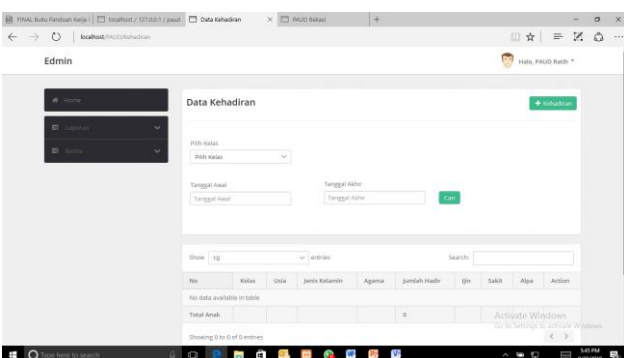 FINAL Buku Panduan Kerja
localhost / 127.0.0.1 / paud
Data Kehadiran
PAUD Bekasi
localhost/PAUD/Kehadiran
Admin
Halo, PAUD Ratih
Home
Laporan
Berita
Data Kehadiran
+ Kehadiran
Pilih Kelas
Pilih Kelas
Tanggal Awal Tanggal Akhir
Tanggal Awal Tanggal Akhir Cari
Show 10 entries Search:
No Kelas Usia Jenis Kelamin Agama Jumlah Hadir Ijin Sakit Alpa Action
No data available in table
Total Anak 0
Showing 0 to 0 of 0 entries
Activate Windows
Go to Settings to activate Windows.
Type here to search
5:45 PM